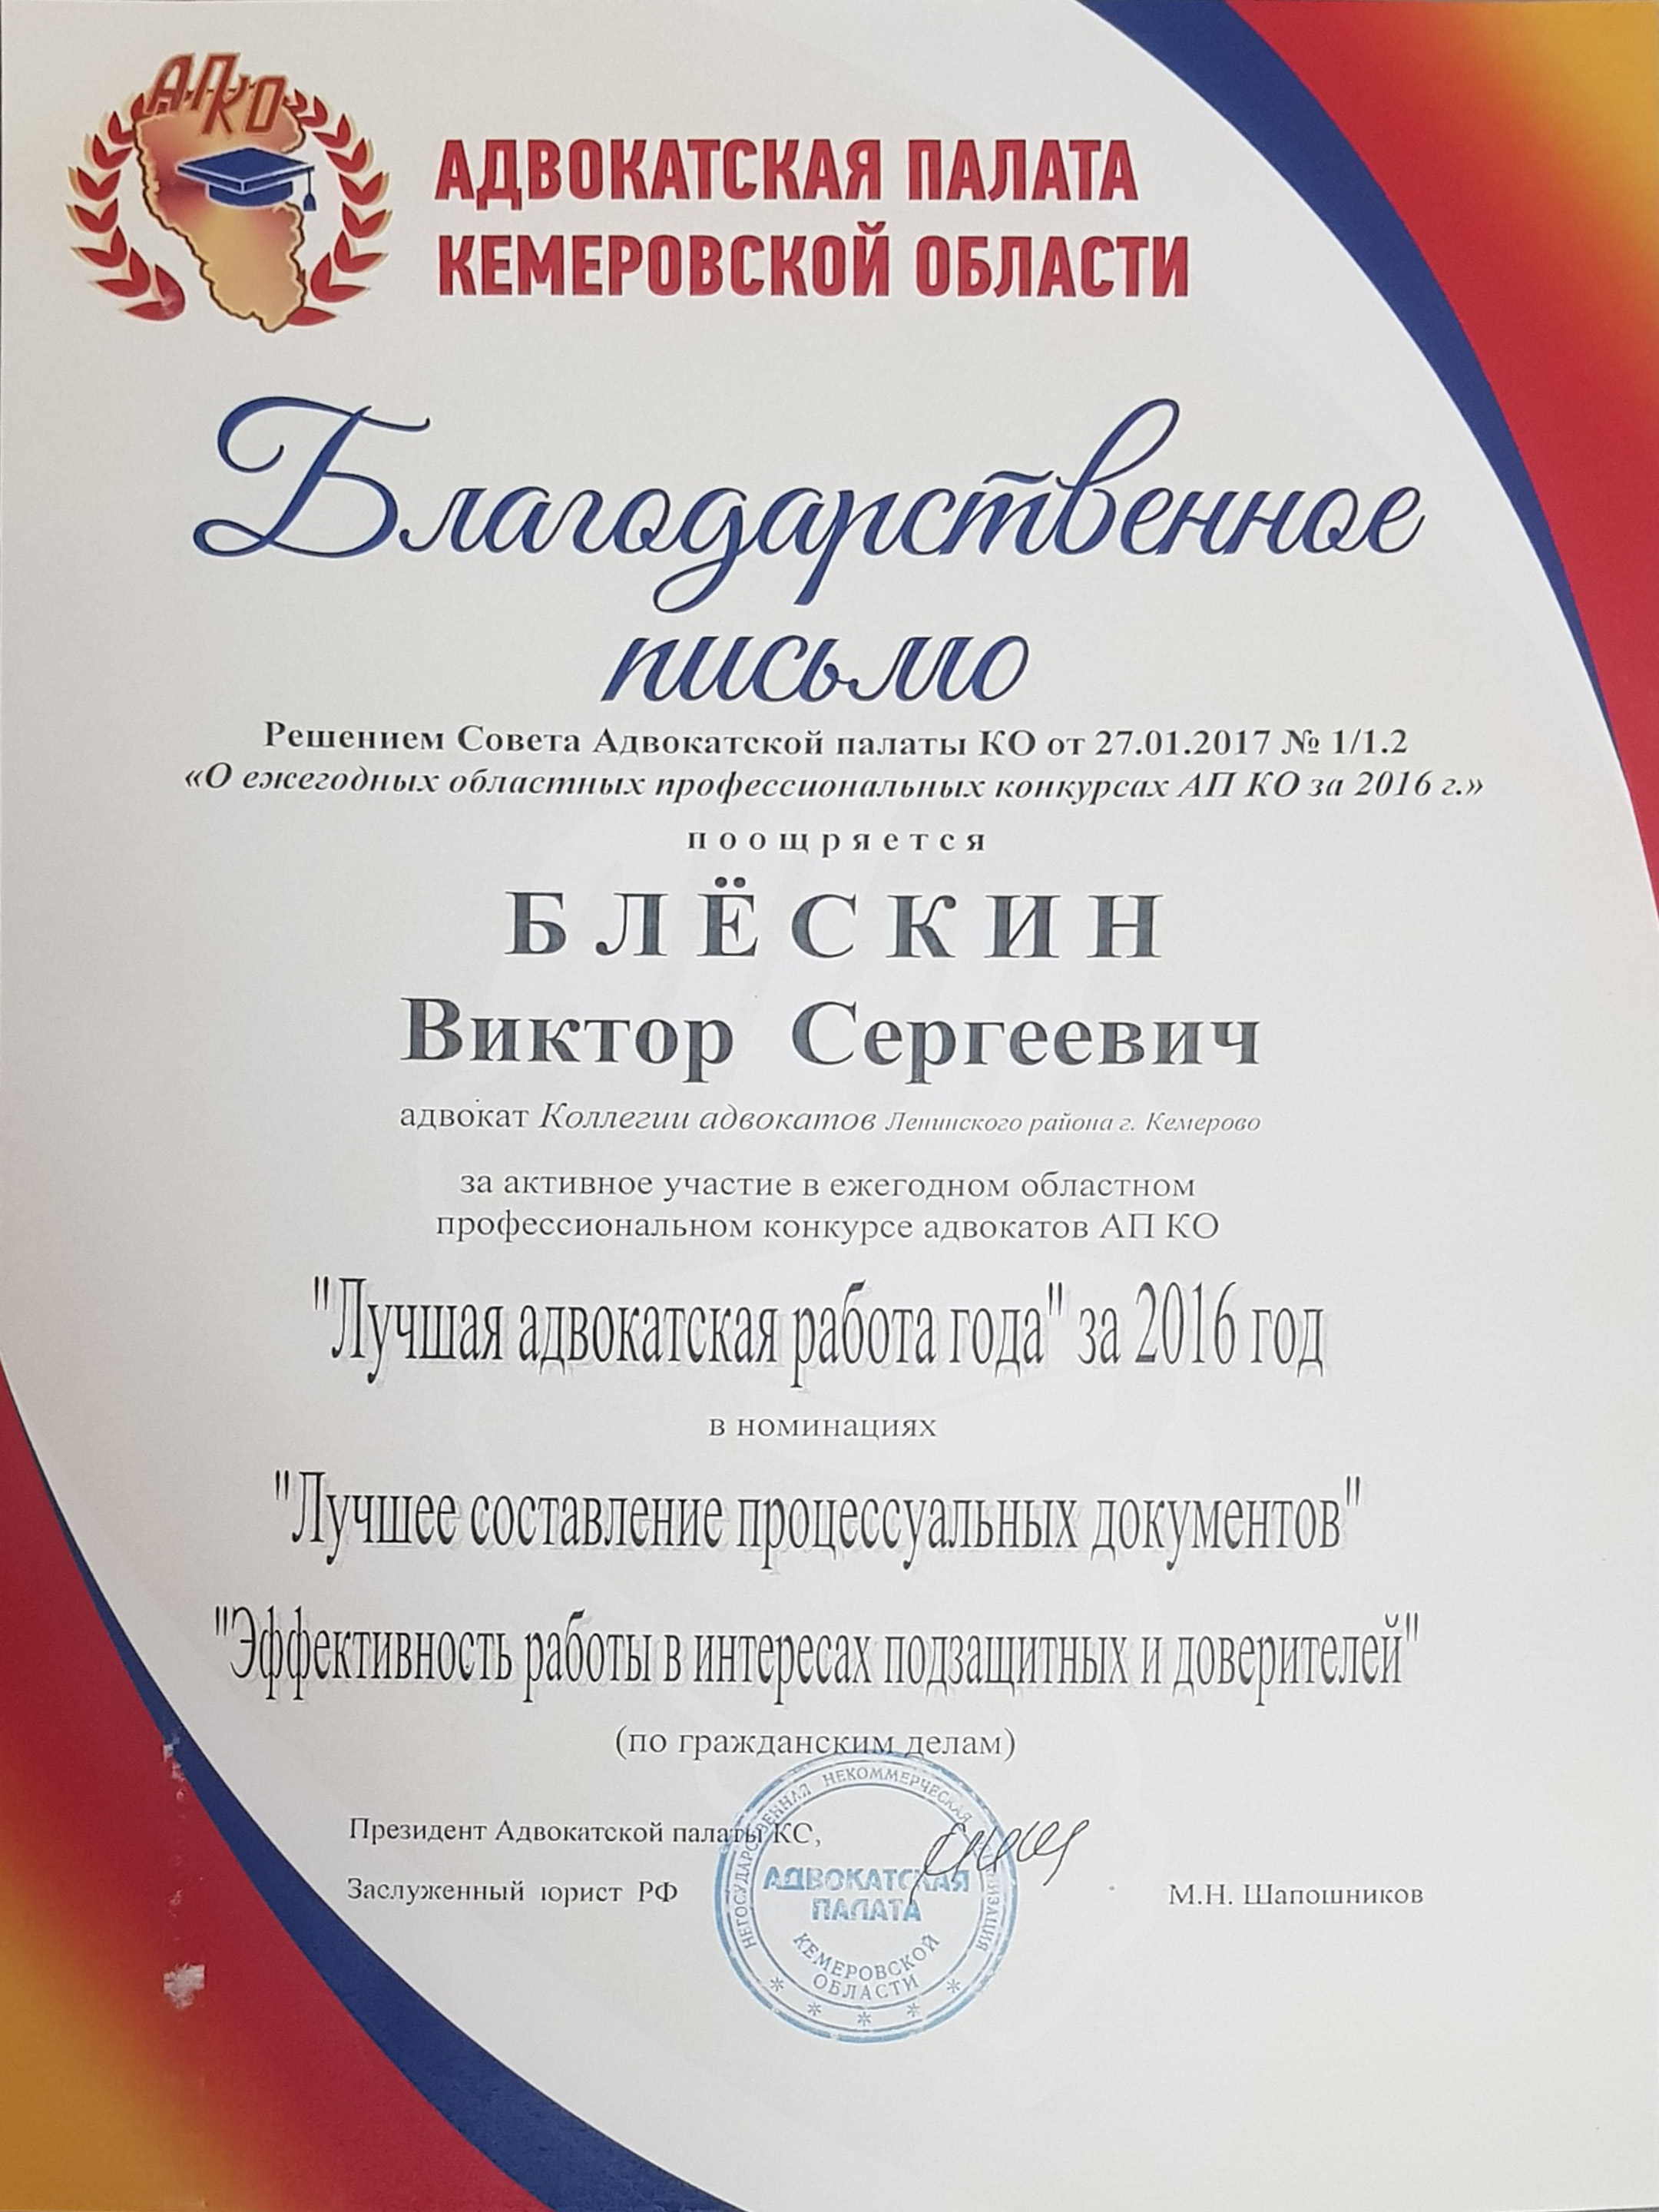 АПКО
АДВОКАТСКАЯ ПАЛАТА
КЕМЕРОВСКОЙ ОБЛАСТИ
Благодарственное
письмо
Решением Совета Адвокатской палаты КО от 27.01.2017 № 1/1.2
«О ежегодных областных профессиональных конкурсах АП КО за 2016 г.»
поощряется
БЛЁСКИН
Виктор Сергеевич
адвокат Коллегии адвокатов Ленинского района г. Кемерово
за активное участие в ежегодном областном
профессиональном конкурсе адвокатов АП КО
"Лучшая адвокатская работа года" за 2016 год
в номинациях
"Лучшее составление процессуальных документов"
"Эффективность работы в интересах подзащитных и доверителей"
(по гражданским делам)
Президент Адвокатской палаты КО,
Заслуженный юрист РФ
М.Н. Шапошников
НЕГОСУДАРСТВЕННАЯ НЕКОММЕРЧЕСКАЯ ОРГАНИЗАЦИЯ
АДВОКАТСКАЯ
ПАЛАТА
КЕМЕРОВСКОЙ
ОБЛАСТИ